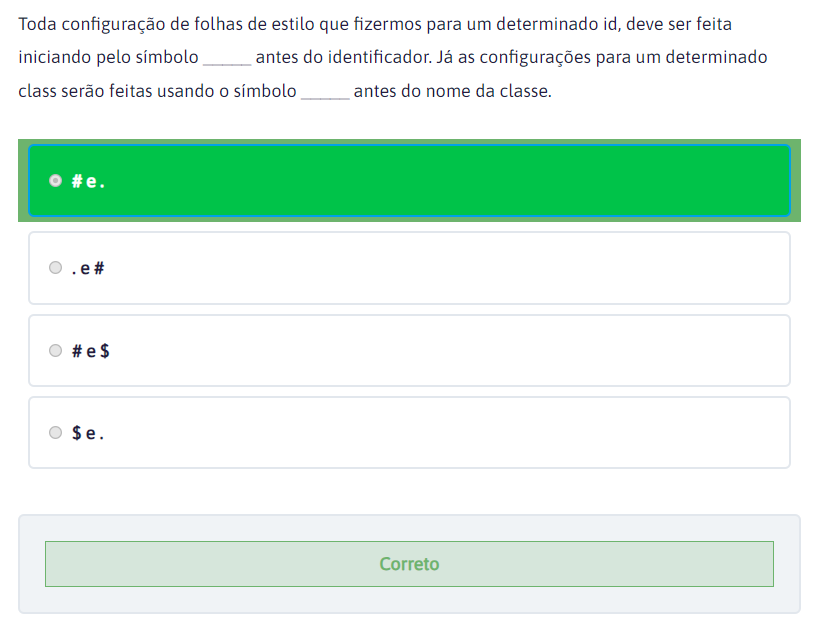 Toda configuração de folhas de estilo que fizermos para um determinado id, deve ser feita
iniciando pelo símbolo _____ antes do identificador. Já as configurações para um determinado
class serão feitas usando o símbolo _____ antes do nome da classe.
# e .
. e #
# e $
$ e .
Correto